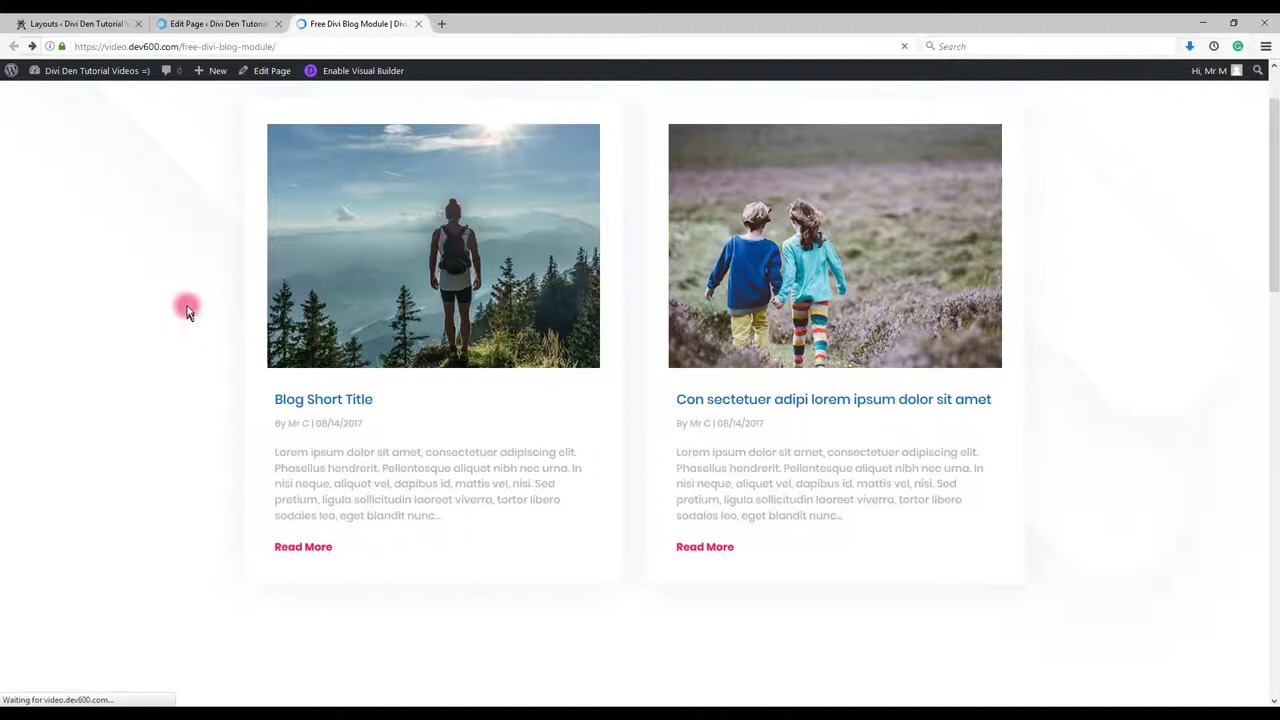 Layouts ‹ Divi Den Tutorial
Edit Page ‹ Divi Den Tutorial
Free Divi Blog Module | Divi
https://video.dev600.com/free-divi-blog-module/
Search
Divi Den Tutorial Videos =)
0
New
Edit Page
Enable Visual Builder
Hi, Mr M
Blog Short Title
By Mr C | 08/14/2017
Lorem ipsum dolor sit amet, consectetuer adipiscing elit.
Phasellus hendrerit. Pellentesque aliquet nibh nec urna. In
nisi neque, aliquet vel, dapibus id, mattis vel, nisi. Sed
pretium, ligula sollicitudin laoreet viverra, tortor libero
sodales leo, eget blandit nunc...
Read More
Con sectetuer adipi lorem ipsum dolor sit amet
By Mr C | 08/14/2017
Lorem ipsum dolor sit amet, consectetuer adipiscing elit.
Phasellus hendrerit. Pellentesque aliquet nibh nec urna. In
nisi neque, aliquet vel, dapibus id, mattis vel, nisi. Sed
pretium, ligula sollicitudin laoreet viverra, tortor libero
sodales leo, eget blandit nunc...
Read More
Waiting for video.dev600.com...